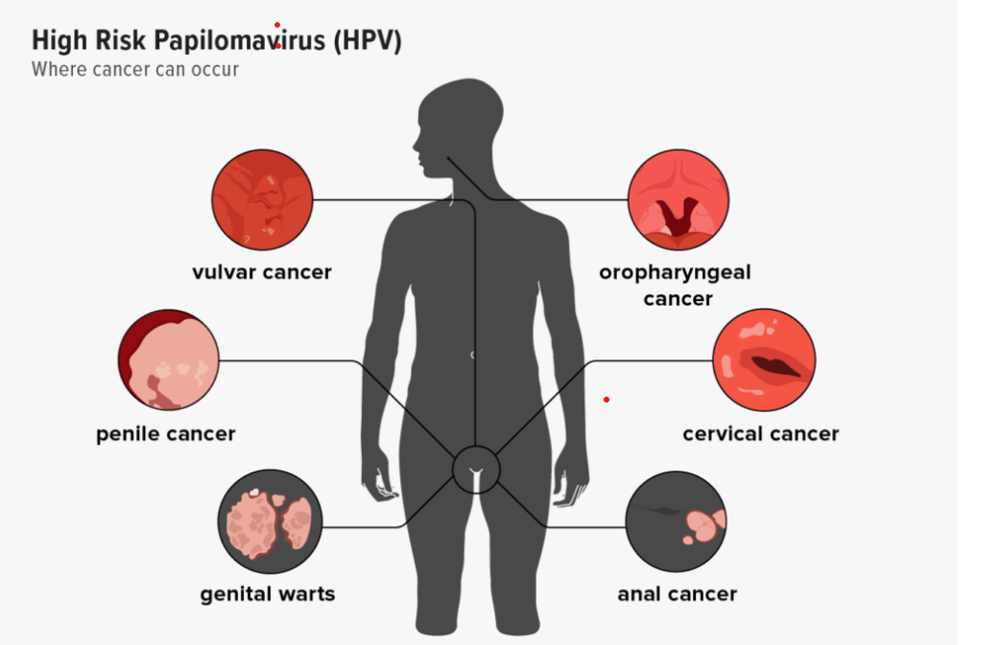 High Risk Papilomavirus (HPV)
Where cancer can occur
vulvar cancer
oropharyngeal
cancer
penile cancer
cervical cancer
genital warts
anal cancer